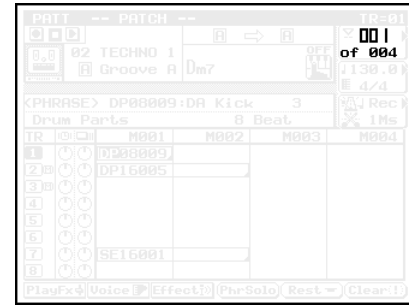 PATT -- PATCH -- TR=01
001
of 004
02 TECHNO 1 A ⇨ A OFF
A Groove A Dm7
♩130.0
4/4
<PHRASE> DP08009:DA Kick 3 Rec
Drum Parts 8 Beat 1Ms
TR M001 M002 M003 M004
1 DP08009
2 DP16005
3
4
5
6
7 SE16001
8
PlayFx Voice Effect PhrSolo Rest Clear(!)